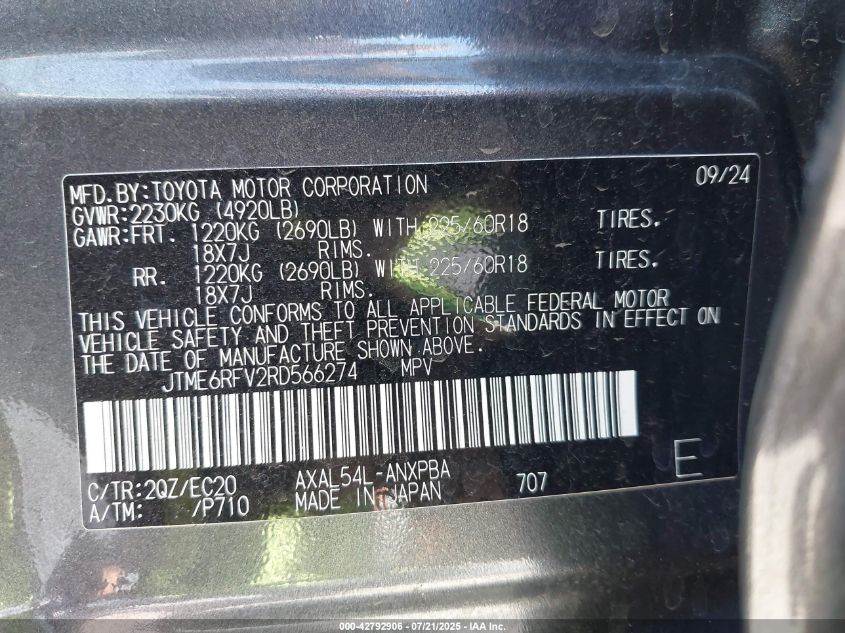 09/24
MFD.BY:TOYOTA MOTOR CORPORATION
GVWR:2230KG (4920LB)
GAWR:FRT. 1220KG (2690LB) WITH 225/60R18 TIRES.
18X7J RIMS.
RR. 1220KG (2690LB) WITH 225/60R18 TIRES.
18X7J RIMS.
THIS VEHICLE CONFORMS TO ALL APPLICABLE FEDERAL MOTOR
VEHICLE SAFETY AND THEFT PREVENTION STANDARDS IN EFFECT ON
THE DATE OF MANUFACTURE SHOWN ABOVE.
JTME6RFV2RD566274 MPV
C/TR:2QZ/EC20 AXAL54L-ANXPBA
A/TM: /P710 MADE IN JAPAN 707 E
000-42792906 - 07/21/2025 - IAA Inc.